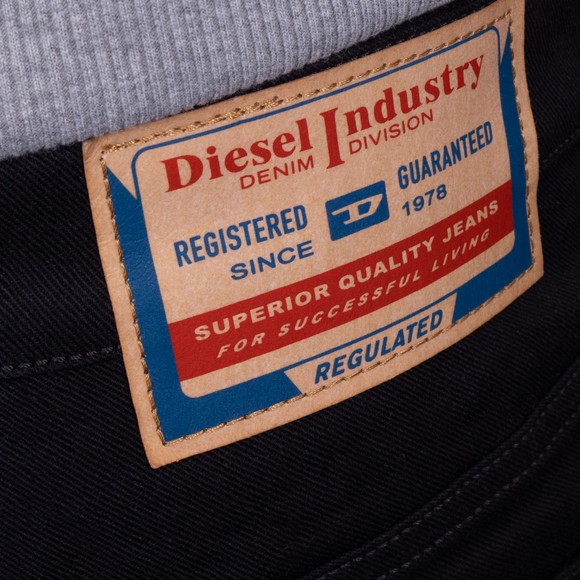 Diesel Industry
DENIM DIVISION
REGISTERED GUARANTEED
SINCE D 1978
SUPERIOR QUALITY JEANS
FOR SUCCESSFUL LIVING
REGULATED